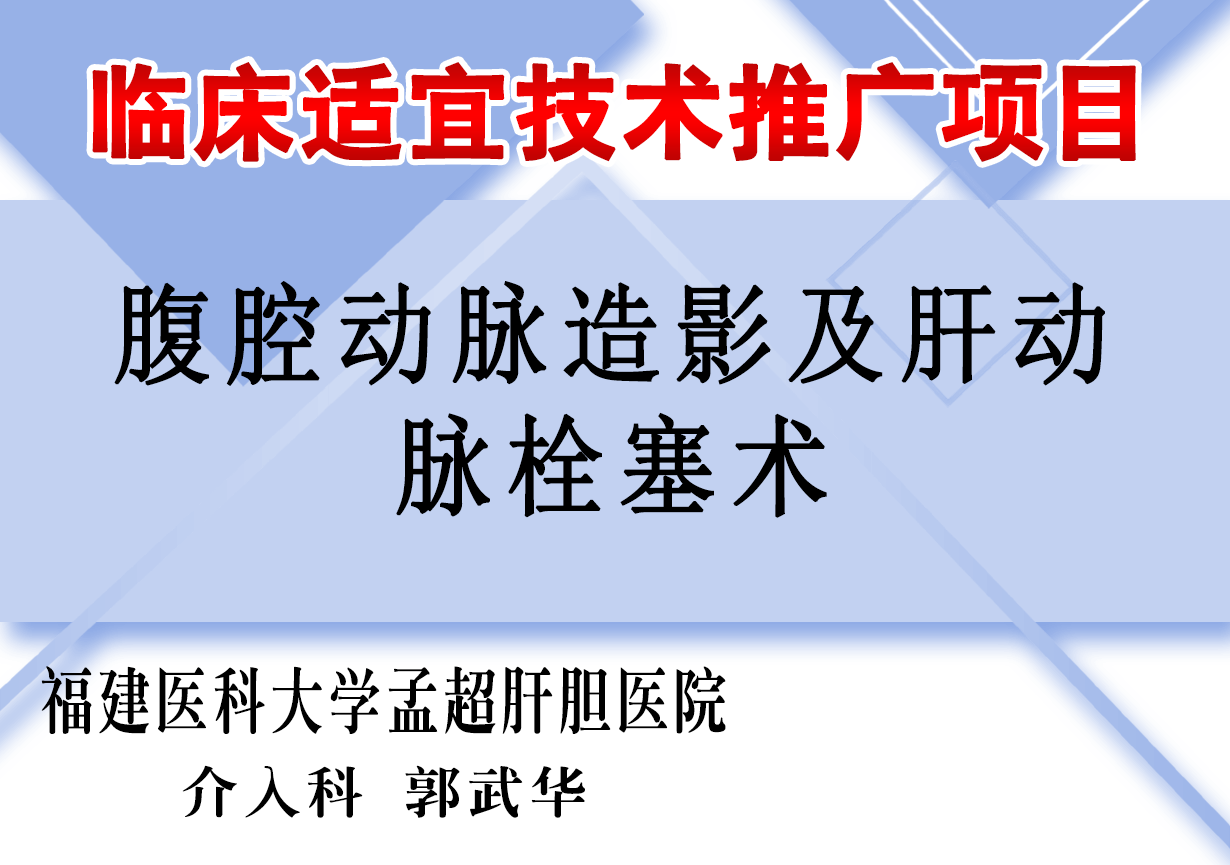 临床适宜技术推广项目
腹腔动脉造影及肝动
脉栓塞术
福建医科大学孟超肝胆医院
介入科 郭武华